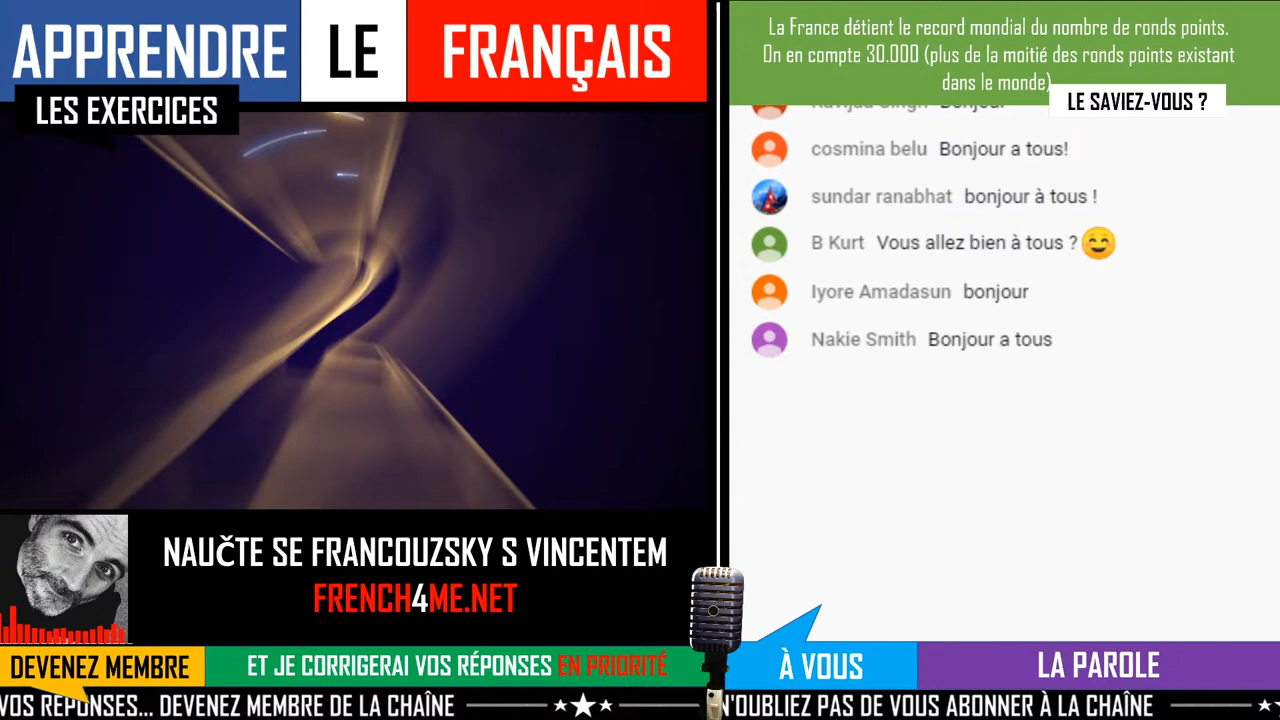 APPRENDRE LE FRANÇAIS
LES EXERCICES
La France détient le record mondial du nombre de ronds points.
On en compte 30.000 (plus de la moitié des ronds points existant
dans le monde)
LE SAVIEZ-VOUS ?
Bonjour
cosmina belu Bonjour a tous!
sundar ranabhat bonjour à tous !
B Kurt Vous allez bien à tous ? 😊
Iyore Amadasun bonjour
Nakie Smith Bonjour a tous
NAUČTE SE FRANCOUZSKY S VINCENTEM
FRENCH4ME.NET
DEVENEZ MEMBRE
ET JE CORRIGERAI VOS RÉPONSES EN PRIORITÉ
À VOUS
LA PAROLE
VOS RÉPONSES... DEVENEZ MEMBRE DE LA CHAÎNE
N'OUBLIEZ PAS DE VOUS ABONNER À LA CHAÎNE